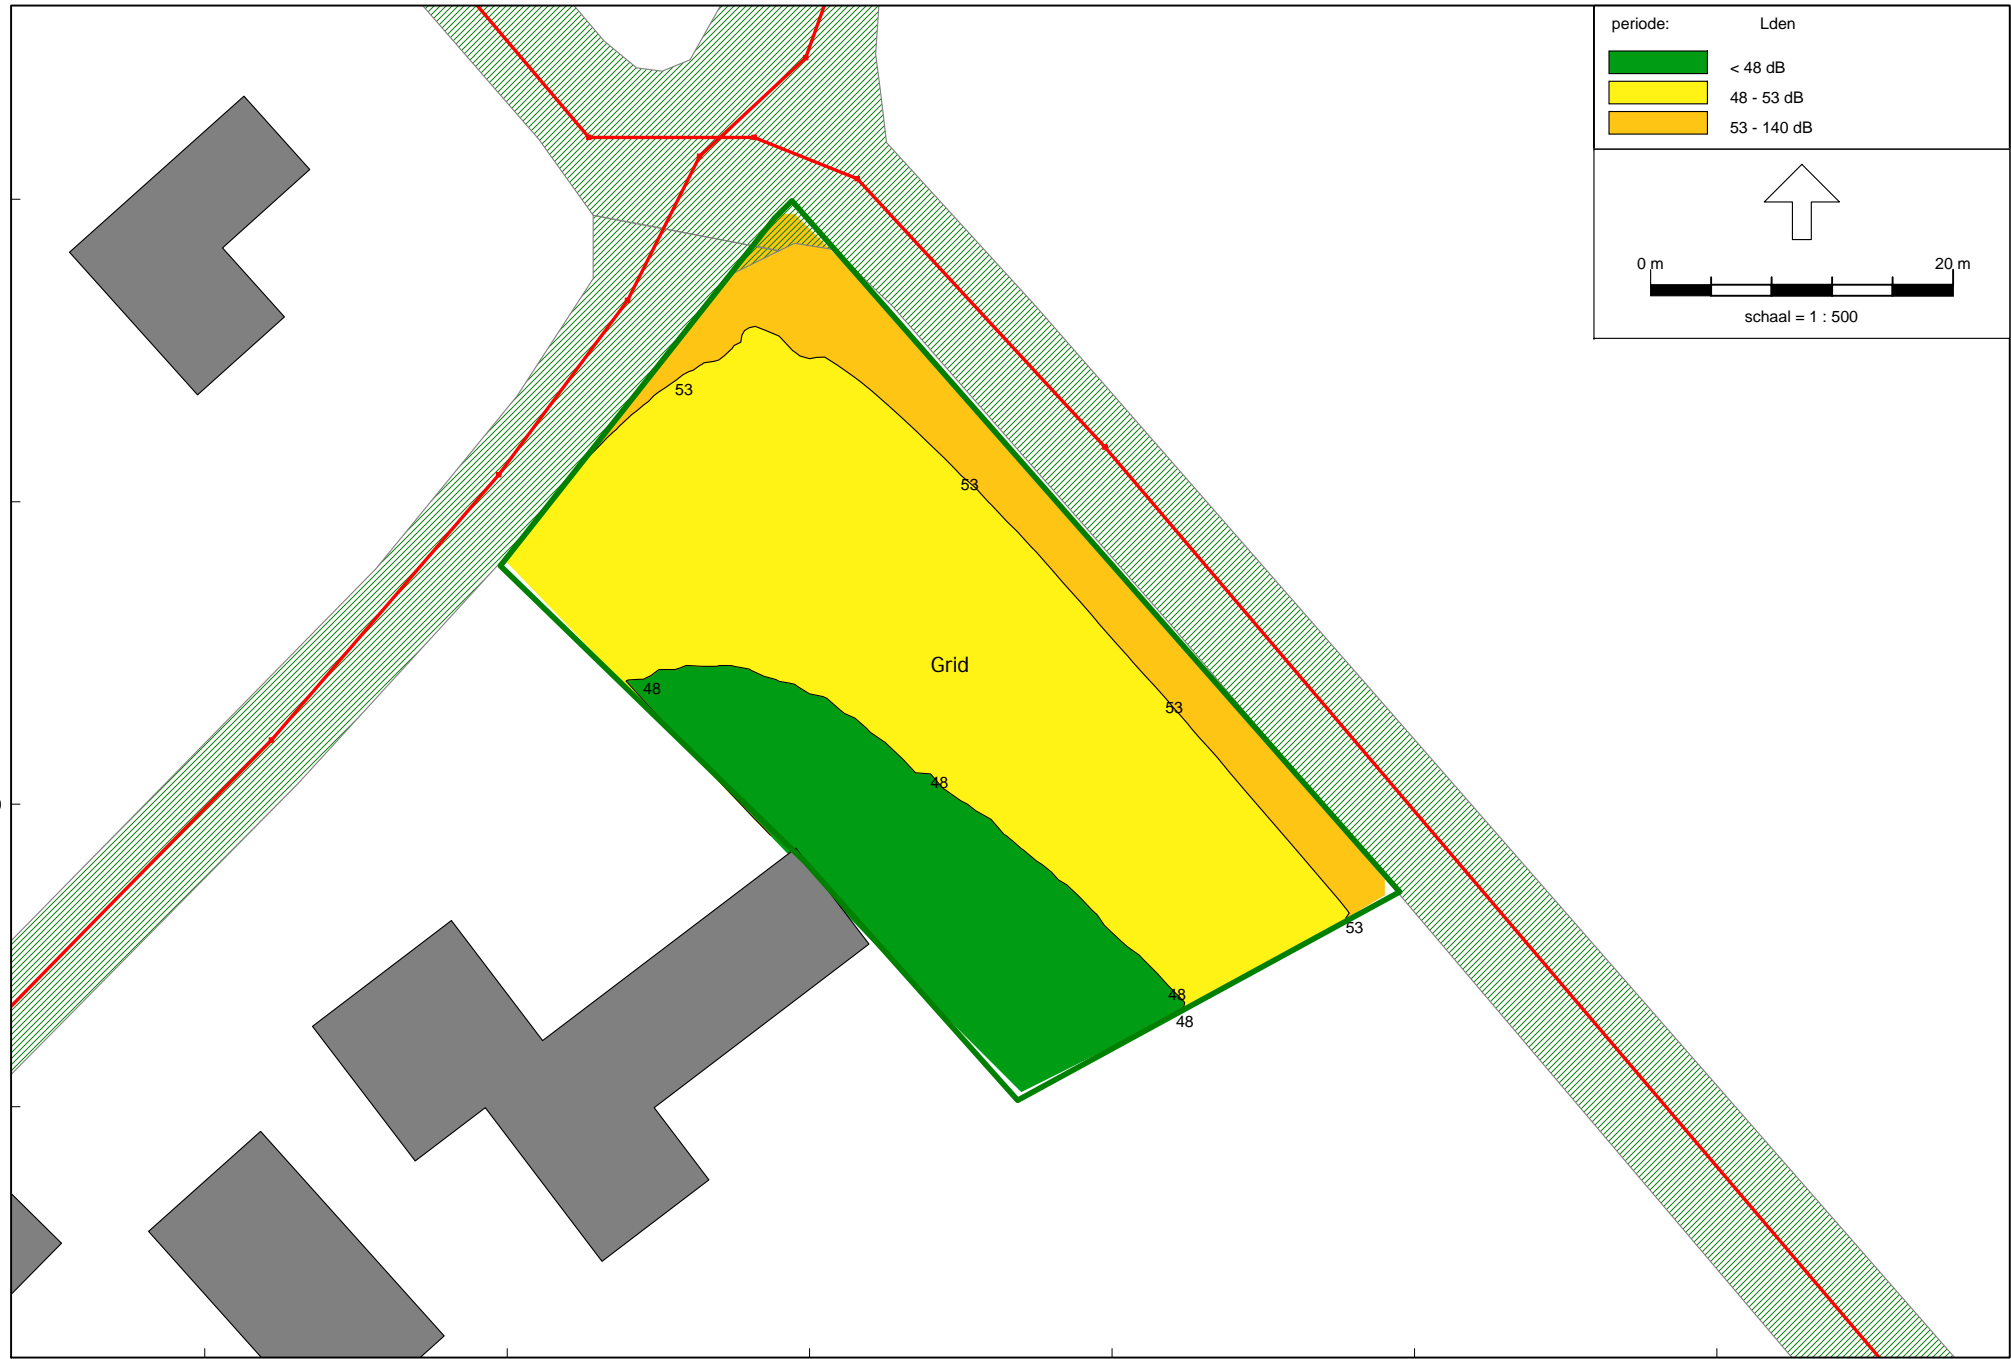 periode: Lden
< 48 dB
48 - 53 dB
53 - 140 dB
0 m 20 m
schaal = 1 : 500
53
53
Grid
48
53
48
53
48
48